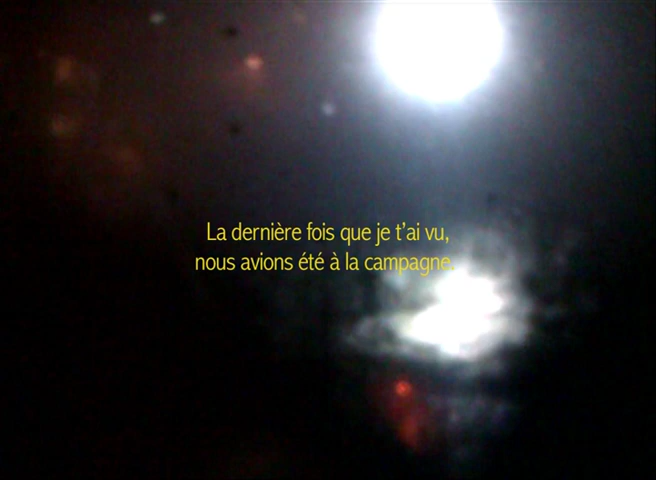 La dernière fois que je t’ai vu,
nous avions été à la campagne.